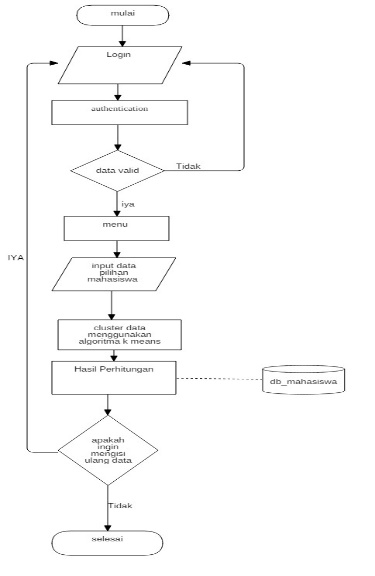 mulai
Login
authentication
data valid
Tidak
iya
menu
IYA
input data
pilihan
mahasiswa
cluster data
menggunakan
algoritma k means
Hasil Perhitungan
db_mahasiswa
apakah
ingin
mengisi
ulang data
Tidak
selesai